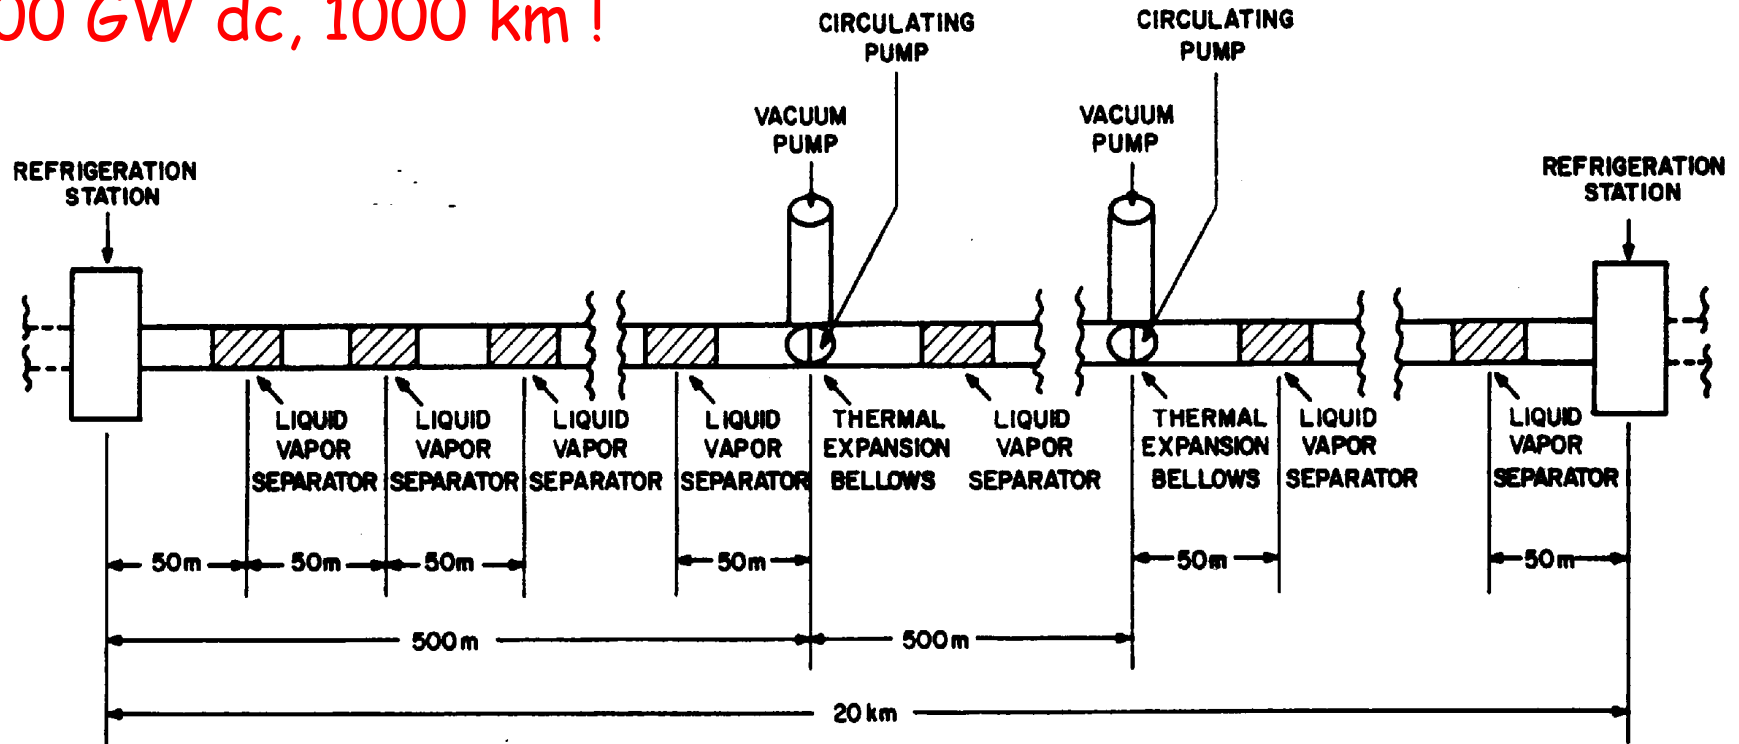 00 GW dc, 1000 km !
CIRCULATING
PUMP
CIRCULATING
PUMP
VACUUM
PUMP
VACUUM
PUMP
REFRIGERATION
STATION
REFRIGERATION
STATION
LIQUID
VAPOR
SEPARATOR
LIQUID
VAPOR
SEPARATOR
LIQUID
VAPOR
SEPARATOR
LIQUID
VAPOR
SEPARATOR
THERMAL
EXPANSION
BELLOWS
LIQUID
VAPOR
SEPARATOR
THERMAL
EXPANSION
BELLOWS
LIQUID
VAPOR
SEPARATOR
LIQUID
VAPOR
SEPARATOR
50m
50m
50m
50m
50m
50m
500m
500m
20km